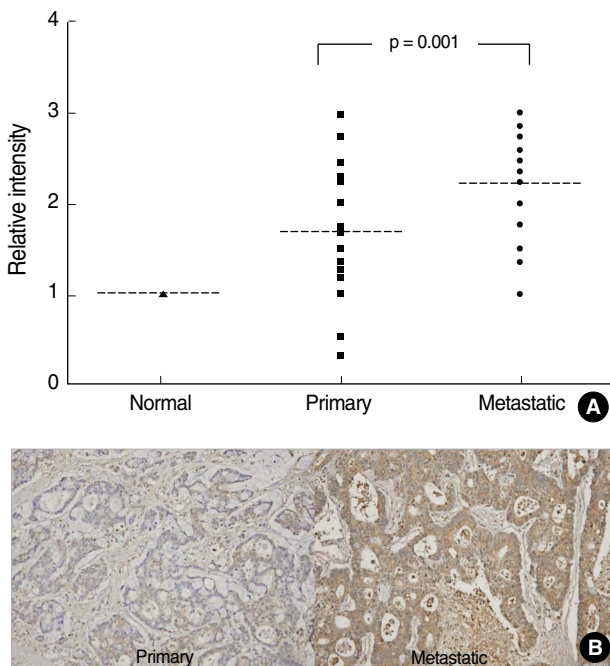 4
p = 0.001
3
2
1
0
Relative intensity
Normal Primary Metastatic A
Primary Metastatic B